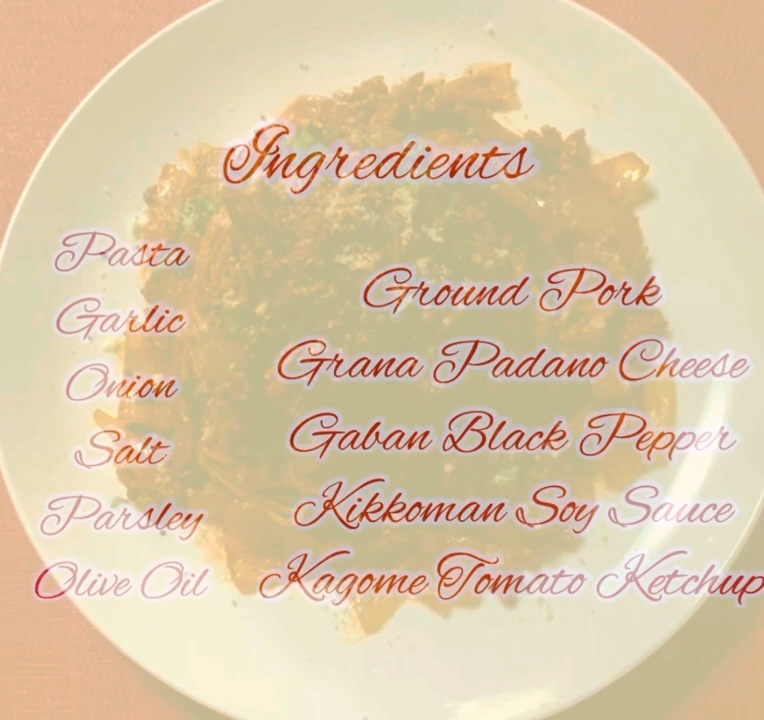 Ingredients
Pasta
Garlic
Onion
Salt
Parsley
Olive Oil
Ground Pork
Grana Padano Cheese
Gaban Black Pepper
Kikkoman Soy Sauce
Kagome Tomato Ketchup